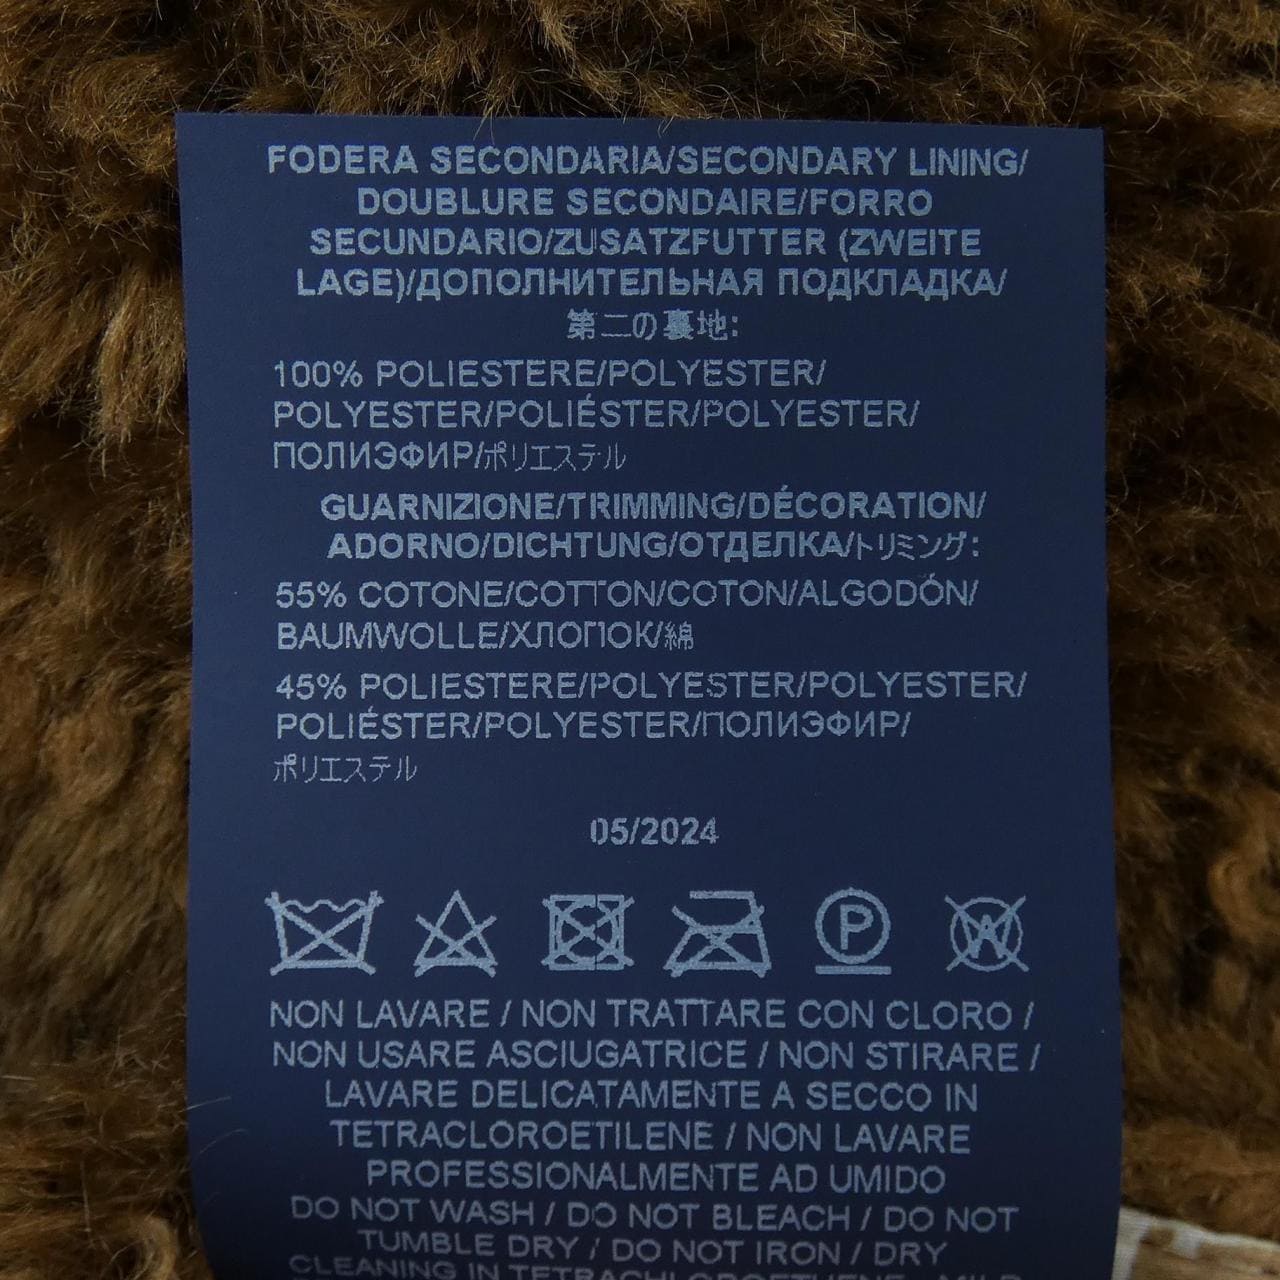 FODERA SECONDARIA/SECONDARY LINING/
DOUBLURE SECONDAIRE/FORRO
SECUNDARIO/ZUSATZFUTTER (ZWEITE
LAGE)/ДОПОЛНИТЕЛЬНАЯ ПОДКЛАДКА/
第二の裏地:
100% POLIESTERE/POLYESTER/
POLYESTER/POLIÉSTER/POLYESTER/
ПОЛИЭФИР/ポリエステル
GUARNIZIONE/TRIMMING/DÉCORATION/
ADORNO/DICHTUNG/ОТДЕЛКА/トリミング:
55% COTONE/COTTON/COTON/ALGODÓN/
BAUMWOLLE/ХЛОПОК/綿
45% POLIESTERE/POLYESTER/POLYESTER/
POLIÉSTER/POLYESTER/ПОЛИЭФИР/
ポリエステル
05/2024
P W
NON LAVARE / NON TRATTARE CON CLORO /
NON USARE ASCIUGATRICE / NON STIRARE /
LAVARE DELICATAMENTE A SECCO IN
TETRACLOROETILENE / NON LAVARE
PROFESSIONALMENTE AD UMIDO
DO NOT WASH / DO NOT BLEACH / DO NOT
TUMBLE DRY / DO NOT IRON / DRY
CLEANING IN TETRACHLOROETHENE - MILD